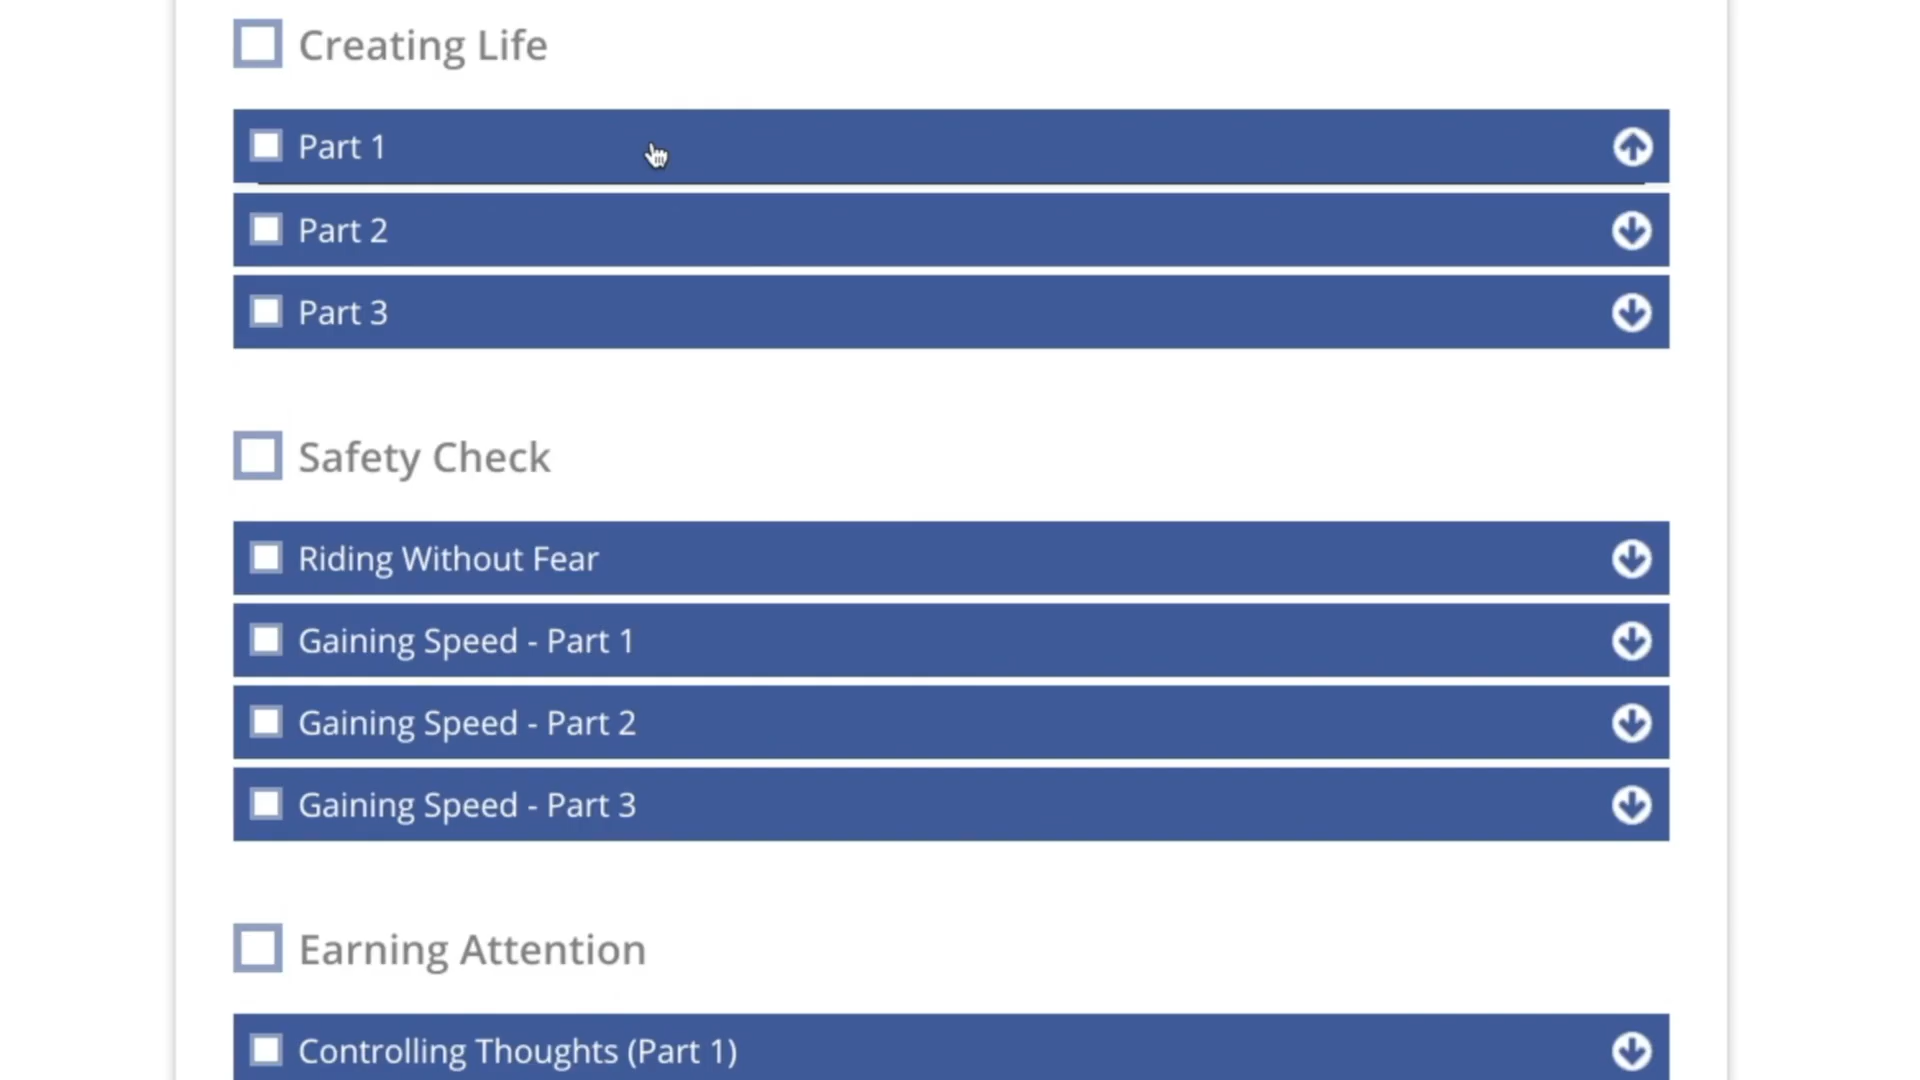 Creating Life
Part 1
Part 2
Part 3
Safety Check
Riding Without Fear
Gaining Speed - Part 1
Gaining Speed - Part 2
Gaining Speed - Part 3
Earning Attention
Controlling Thoughts (Part 1)